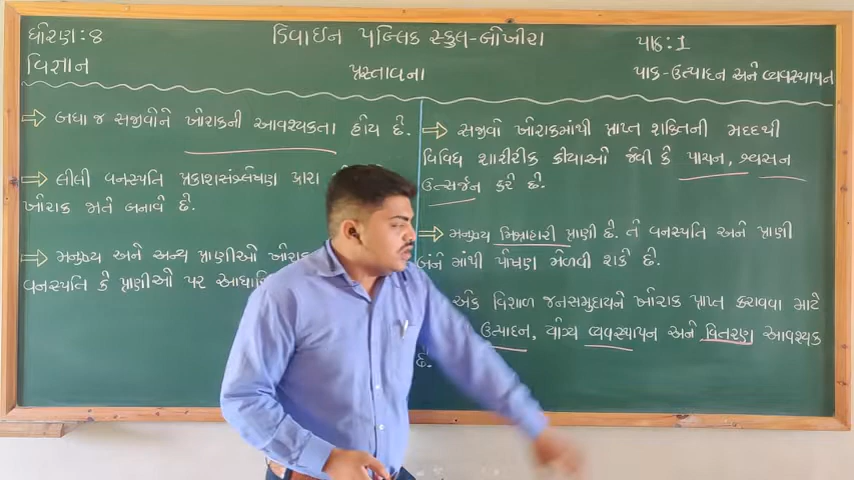 ધોરણ : ૪
ડિવાઈન પબ્લિક સ્કુલ-બોખીરા
પાઠ : 1
વિજ્ઞાન
પ્રસ્તાવના
પાક-ઉત્પાદન અને વ્યવસ્થાપન
⇒ બધા જ સજીવોને ખોરાકની આવશ્યકતા હોય છે.
⇒ લીલી વનસ્પતિ પ્રકાશસંશ્લેષણ દ્વારા
ખોરાક મતે બનાવે છે.
⇒ મનુષ્ય અને અન્ય પ્રાણીઓ
વનસ્પતિ કે પ્રાણીઓ પર
⇒ સજીવો ખોરાકમાંથી પ્રાપ્ત શક્તિની મદદથી
વિવિધ શારીરીક ક્રીયાઓ જેવી કે પાચન, શ્વસન
ઉત્સર્જન કરે છે.
⇒ મનુષ્ય મિશ્રાહારી પ્રાણી છે. તે વનસ્પતિ અને પ્રાણી
બંને માંથી પોષણ મેળવી શકે છે.
એક વિશાળ જનસમુદાયને ખોરાક પ્રાપ્ત કરાવવા માટે
ઉત્પાદન, યોગ્ય વ્યવસ્થાપન અને વિતરણ આવશ્યક
છે.